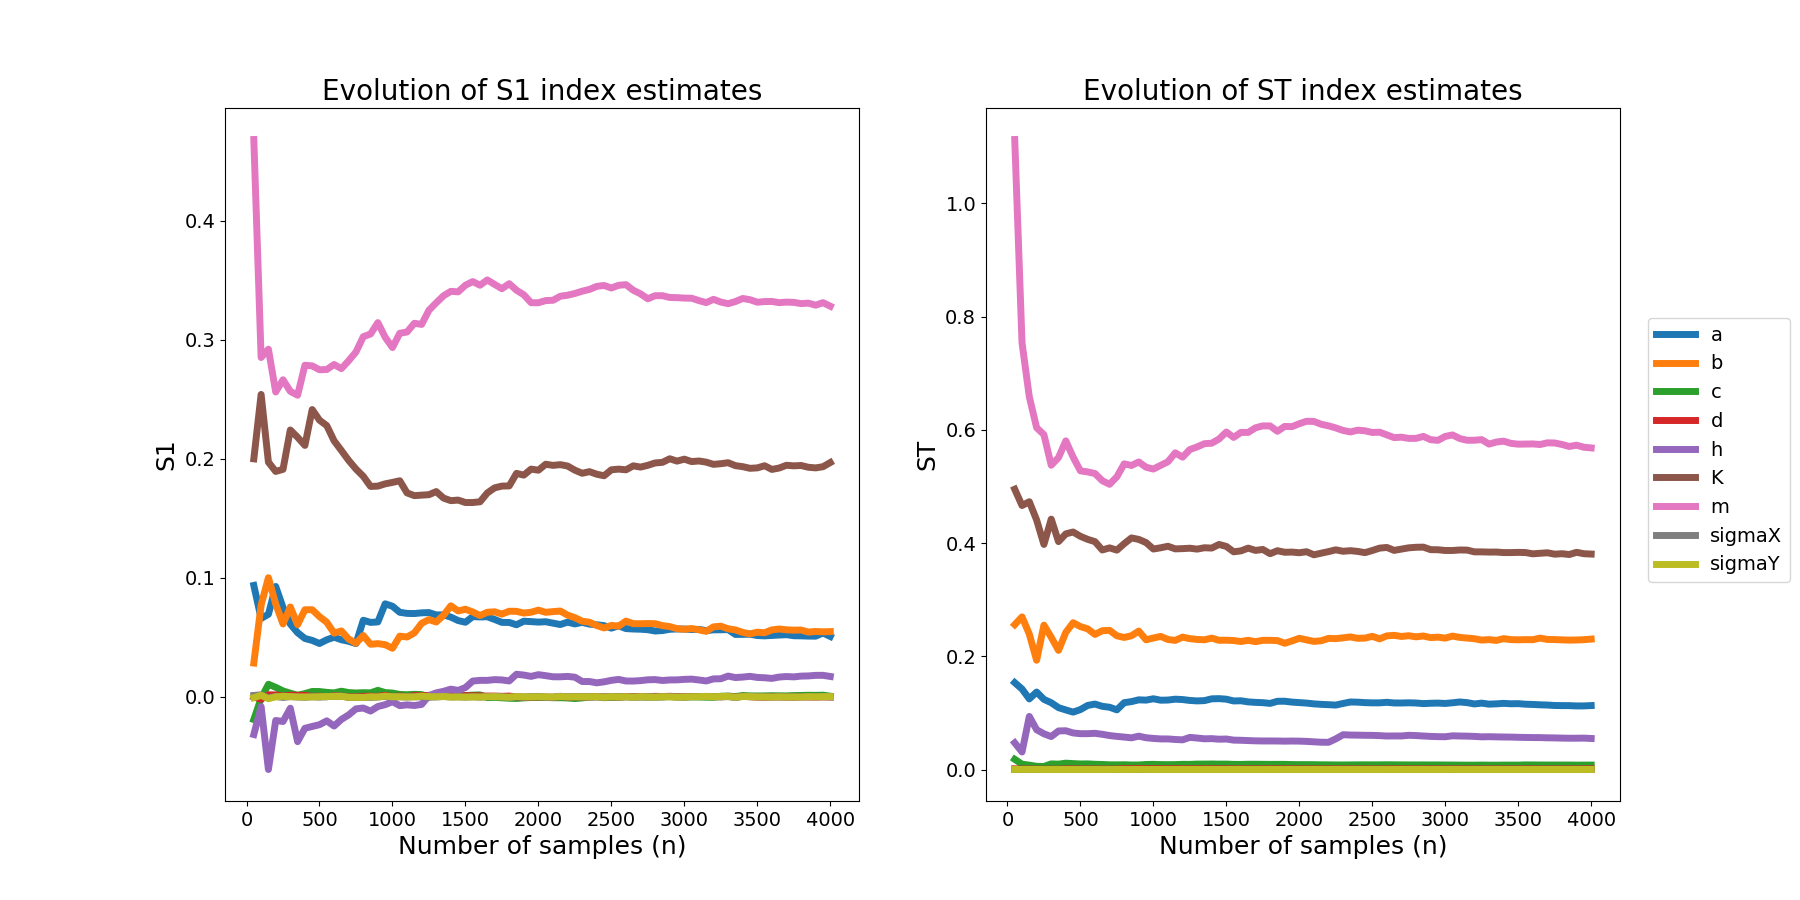 Evolution of S1 index estimates
S1
0.4
0.3
0.2
0.1
0.0
0 500 1000 1500 2000 2500 3000 3500 4000
Number of samples (n)
Evolution of ST index estimates
ST
1.0
0.8
0.6
0.4
0.2
0.0
0 500 1000 1500 2000 2500 3000 3500 4000
Number of samples (n)
a
b
c
d
h
K
m
sigmaX
sigmaY